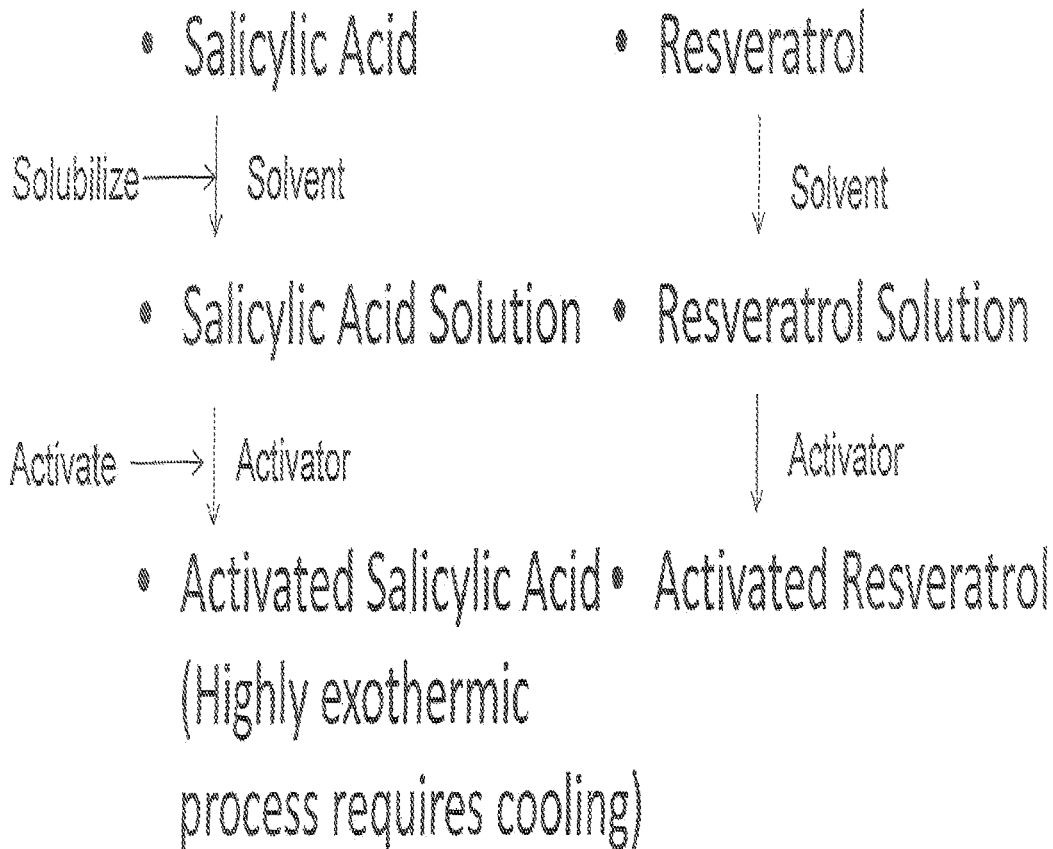 • Salicylic Acid • Resveratrol
Solubilize Solvent Solvent
• Salicylic Acid Solution • Resveratrol Solution
Activate Activator Activator
• Activated Salicylic Acid • Activated Resveratrol
(Highly exothermic
process requires cooling)